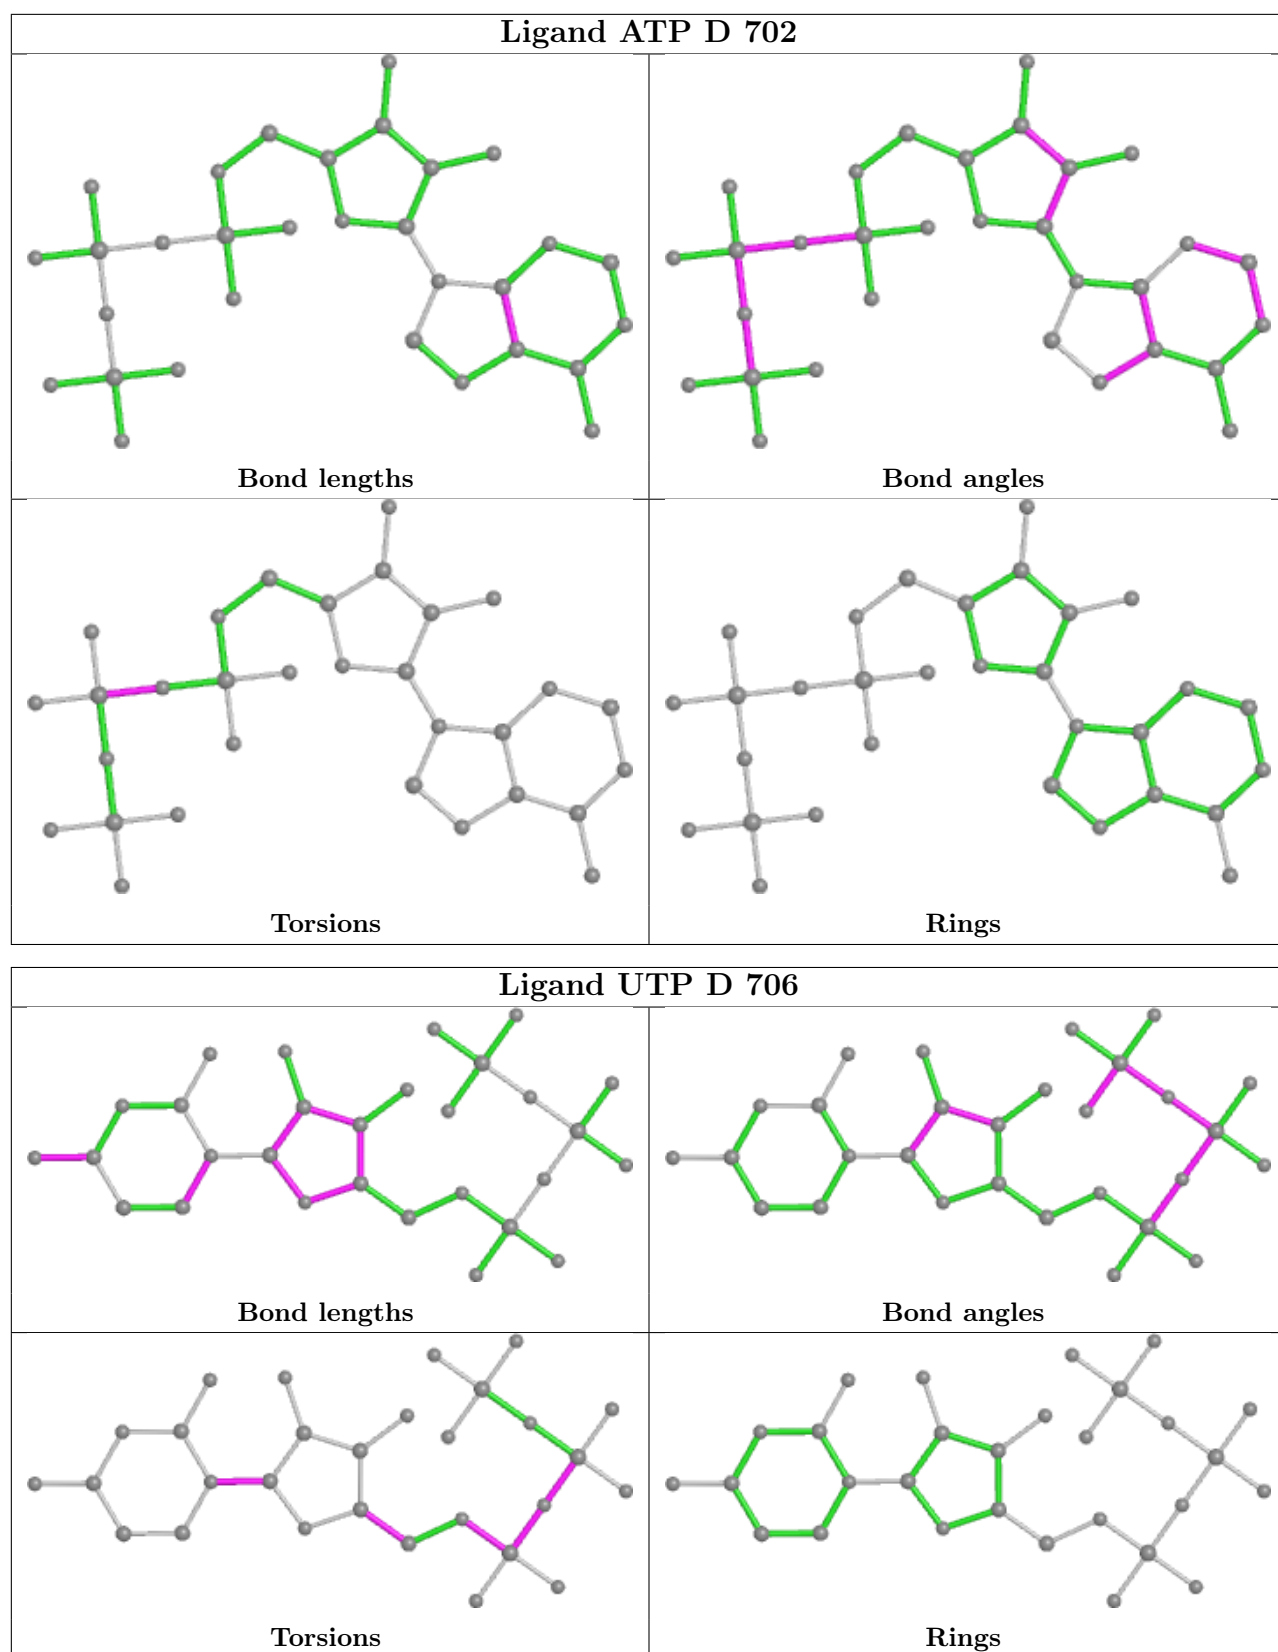 Ligand ATP D 702
Bond lengths
Bond angles
Torsions
Rings
Ligand UTP D 706
Bond lengths
Bond angles
Torsions
Rings